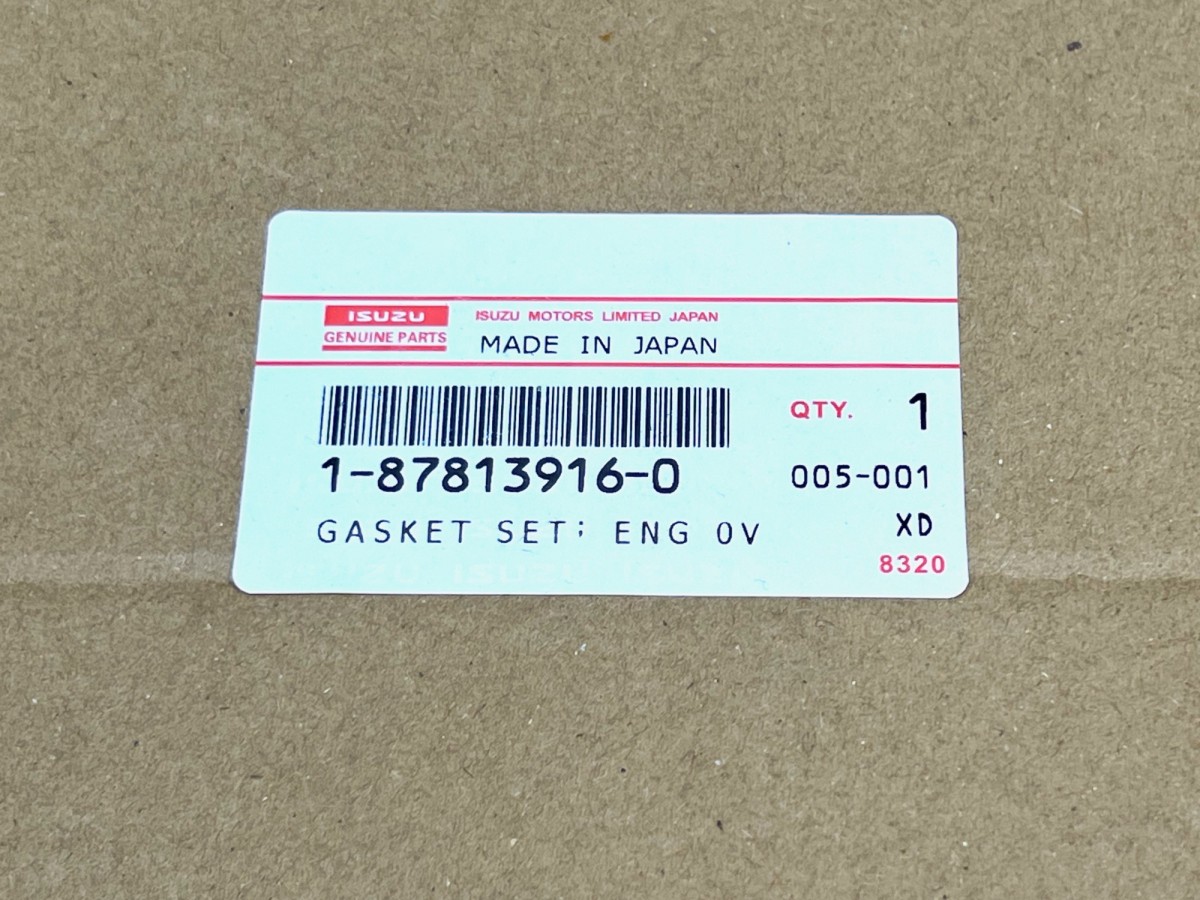 ISUZU
GENUINE PARTS
ISUZU MOTORS LIMITED JAPAN
MADE IN JAPAN
QTY. 1
1-87813916-0
005-001
GASKET SET; ENG OV
XD
8320
ISUZU